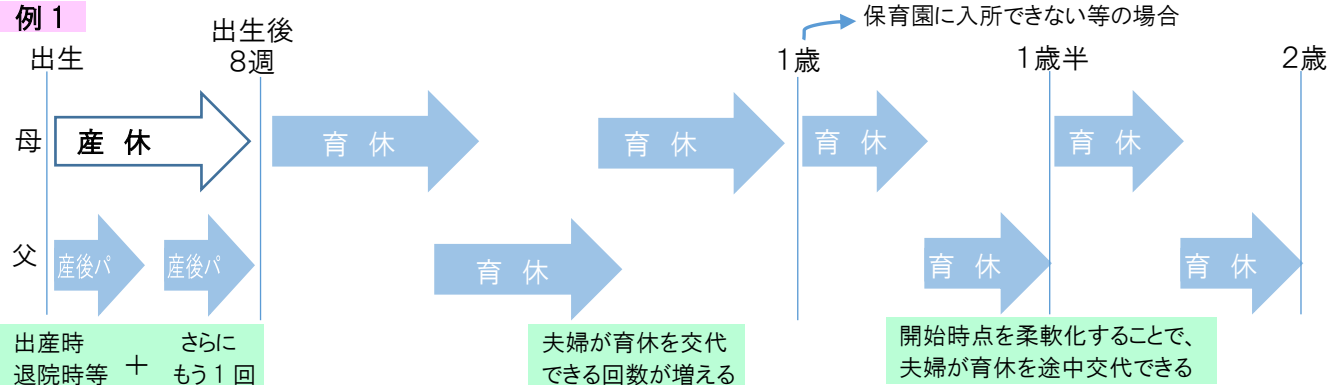 例1
保育園に入所できない等の場合
出生
出生後
8週
1歳
1歳半
2歳
母
産 休
育 休
育 休
育 休
育 休
父
産後パ
産後パ
育 休
育 休
育 休
出産時
退院時等
+
さらに
もう1回
夫婦が育休を交代
できる回数が増える
開始時点を柔軟化することで、
夫婦が育休を途中交代できる